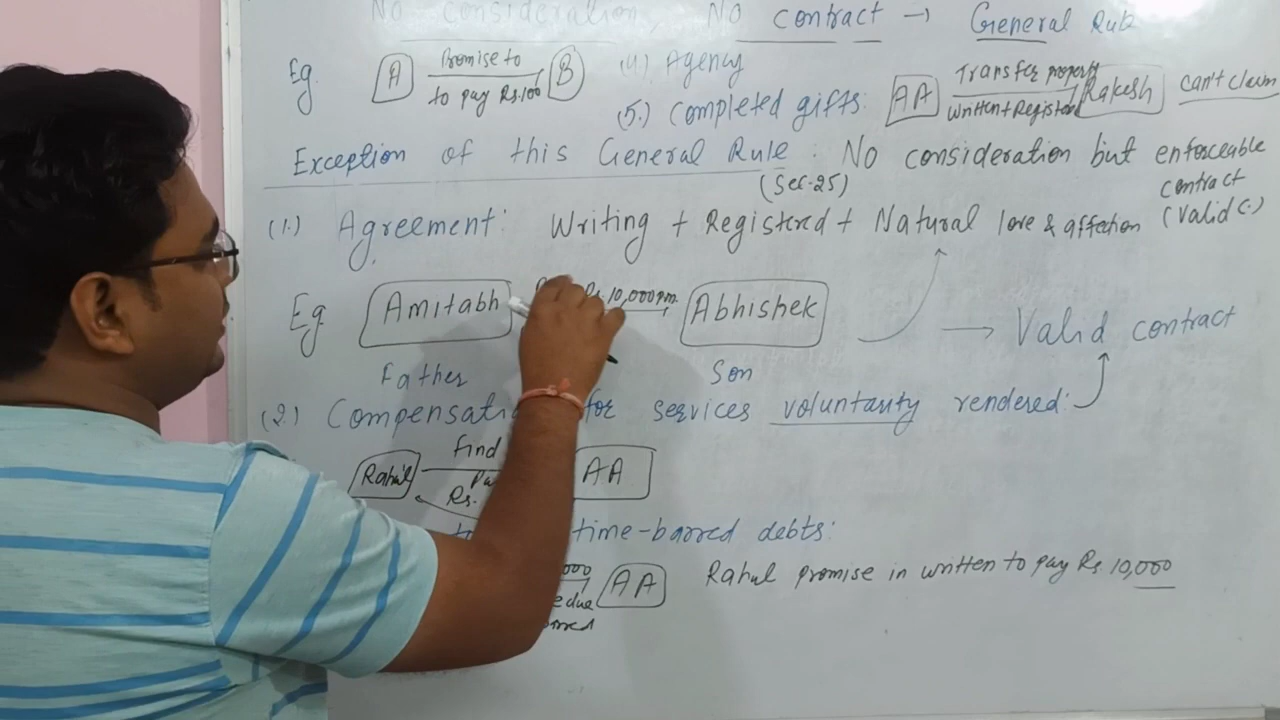 No consideration, No contract → General Rule
Eg. A Promise to B
to pay Rs.100
(4) Agency
(5.) Completed gifts: AA Transfer property Rakesh can't claim
written + Registered
Exception of this General Rule : No consideration but enforceable
(Sec-25) contract
(Valid C.)
(1.) Agreement: Writing + Registered + Natural love & affection
Eg Amitabh Rs 10,000 p.m. Abhishek → Valid contract
Father Son
(2.) for services voluntarity rendered:
Rahul find AA
Rs.
time-barred debts:
AA Rahul promise in written to pay Rs 10,000